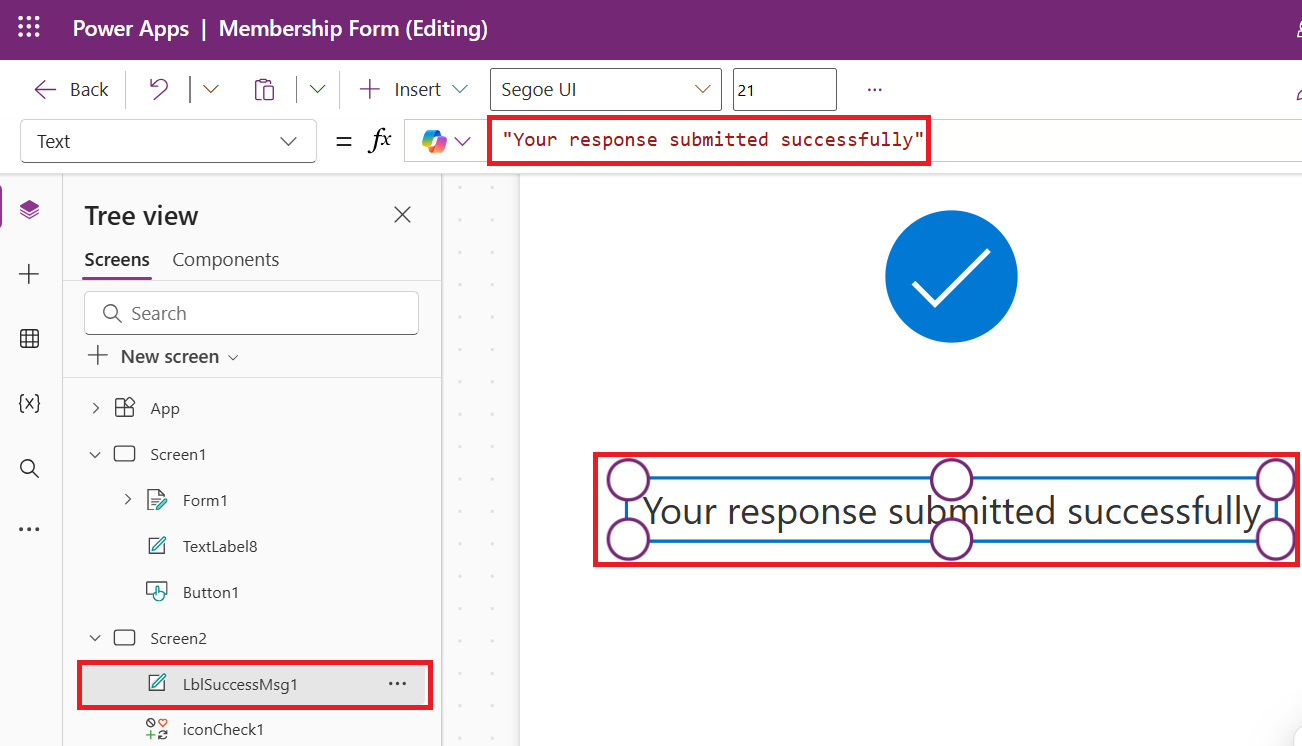 Power Apps | Membership Form (Editing)
Back
Insert
Segoe UI
21
...
Text
= fx
"Your response submitted successfully"
Tree view
Screens
Components
Search
New screen
App
Screen1
Form1
TextLabel8
Button1
Screen2
LblSuccessMsg1
...
iconCheck1
{x}
Your response submitted successfully